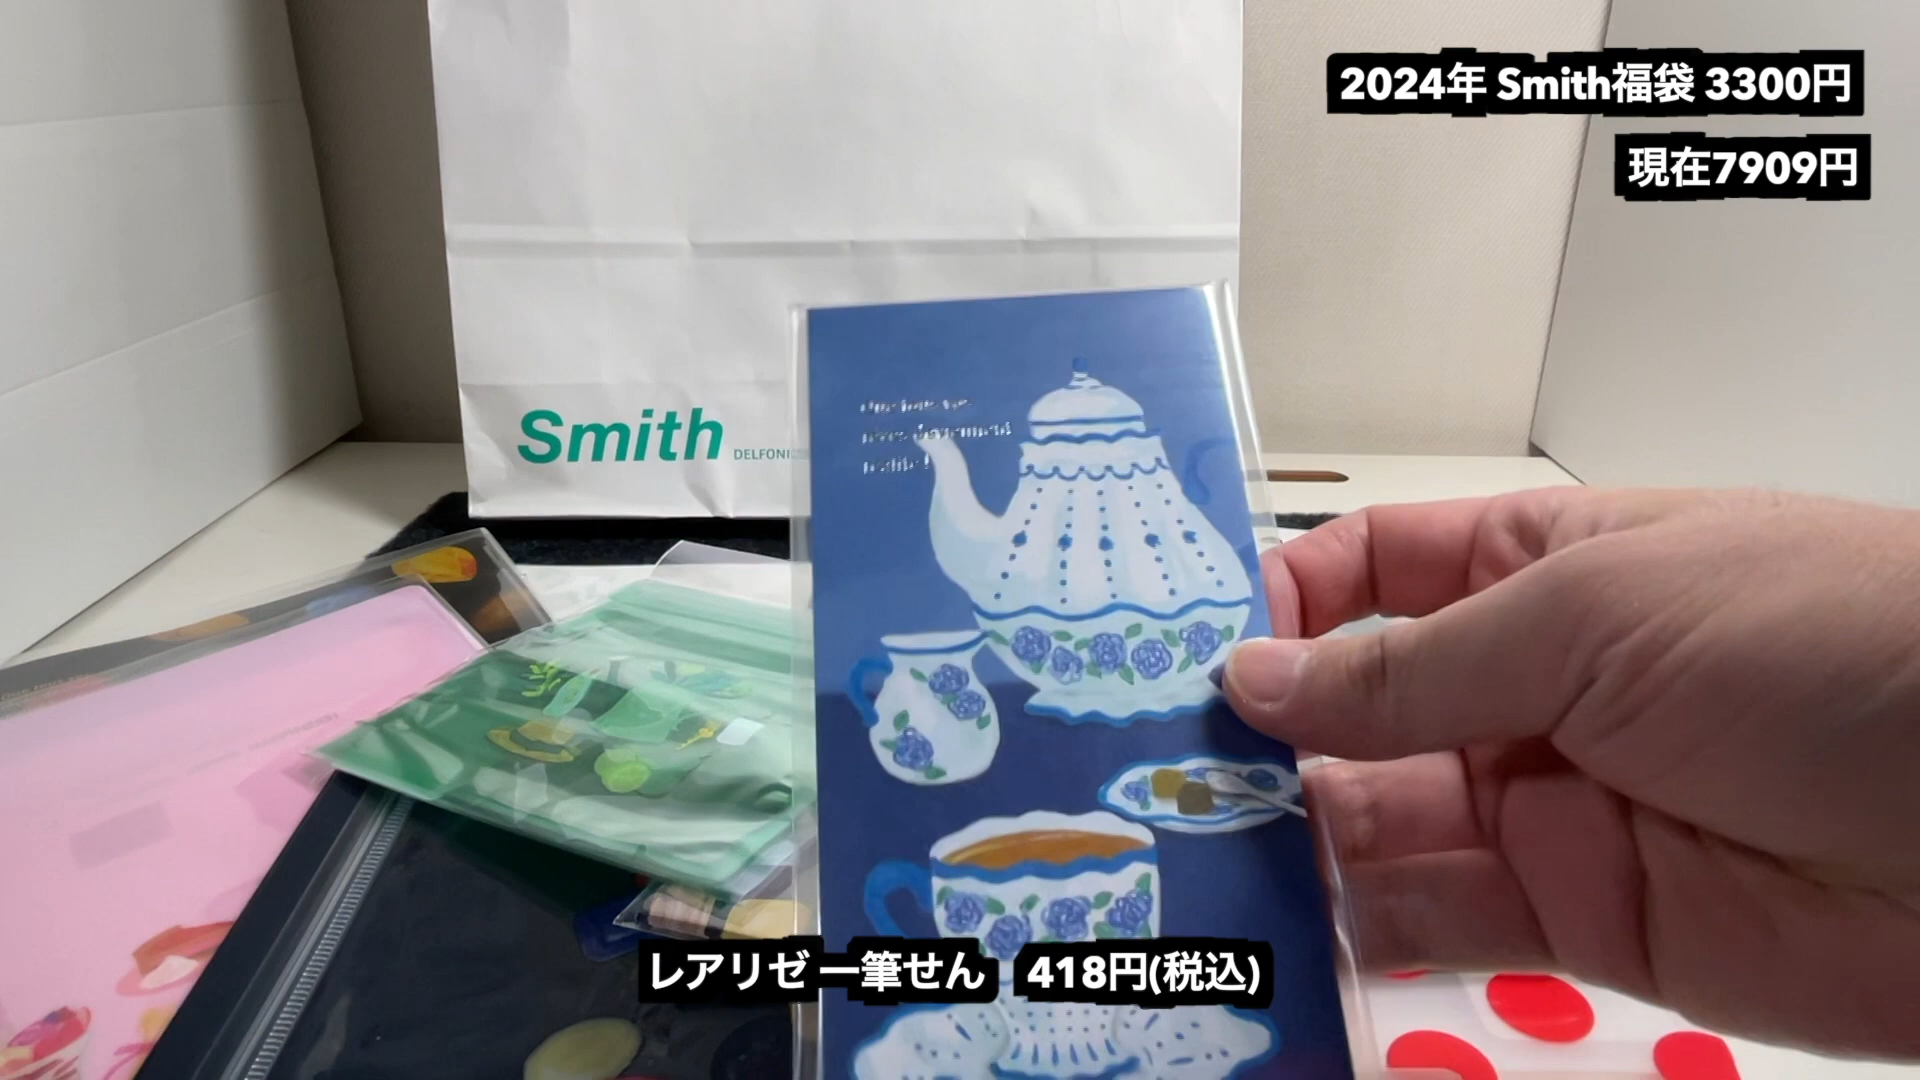 2024年 Smith福袋 3300円
現在7909円
Smith
レアリゼ 一筆せん 418円(税込)